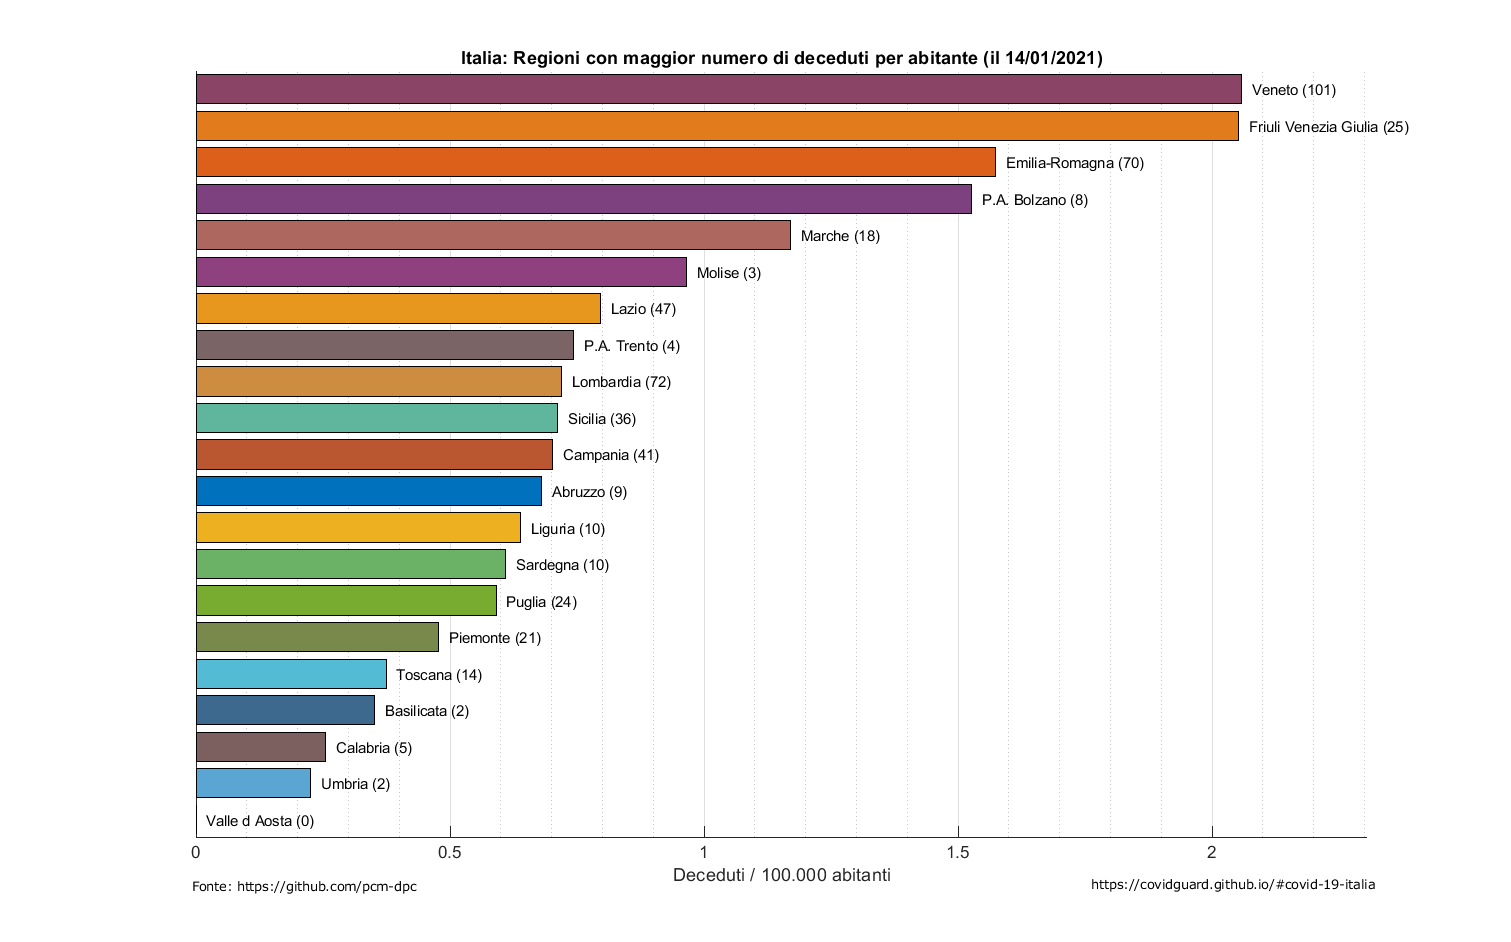 Italia: Regioni con maggior numero di deceduti per abitante (il 14/01/2021)
Veneto (101)
Friuli Venezia Giulia (25)
Emilia-Romagna (70)
P.A. Bolzano (8)
Marche (18)
Molise (3)
Lazio (47)
P.A. Trento (4)
Lombardia (72)
Sicilia (36)
Campania (41)
Abruzzo (9)
Liguria (10)
Sardegna (10)
Puglia (24)
Piemonte (21)
Toscana (14)
Basilicata (2)
Calabria (5)
Umbria (2)
Valle d Aosta (0)
0 0.5 1 1.5 2
Deceduti / 100.000 abitanti
Fonte: https://github.com/pcm-dpc
https://covidguard.github.io/#covid-19-italia